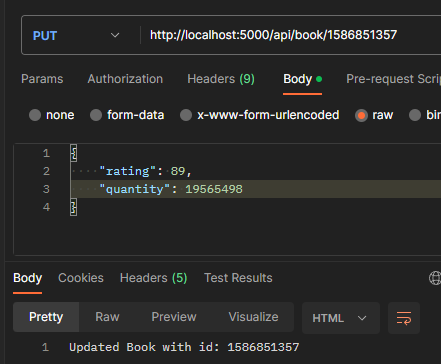 PUT http://localhost:5000/api/book/1586851357
Params Authorization Headers (9) Body Pre-request Scri
none form-data x-www-form-urlencoded raw bin
1 {
2 "rating": 89,
3 "quantity": 19565498
4 }
Body Cookies Headers (5) Test Results
Pretty Raw Preview Visualize HTML
1 Updated Book with id: 1586851357